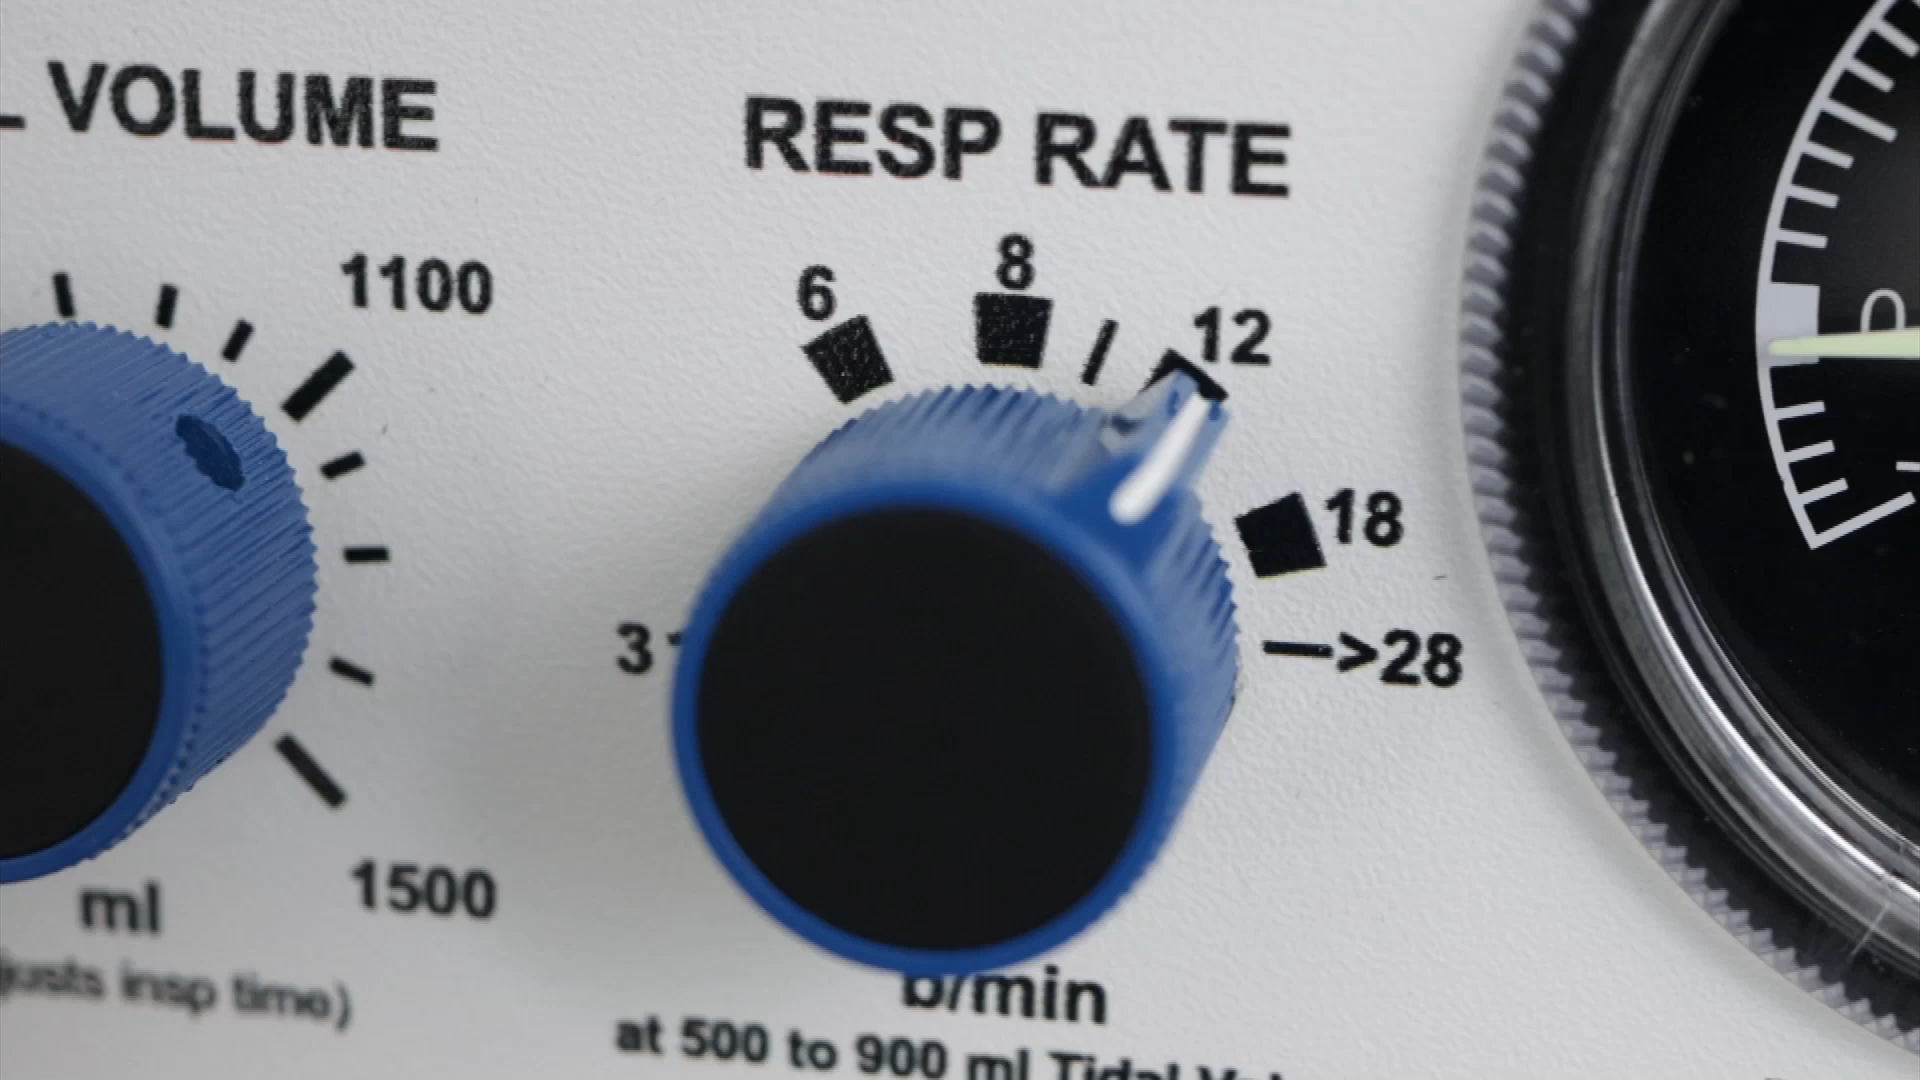 VOLUME
RESP RATE
1100
6
8
12
18
3
->28
1500
ml
insp time)
b/min
at 500 to 900 ml Tidal